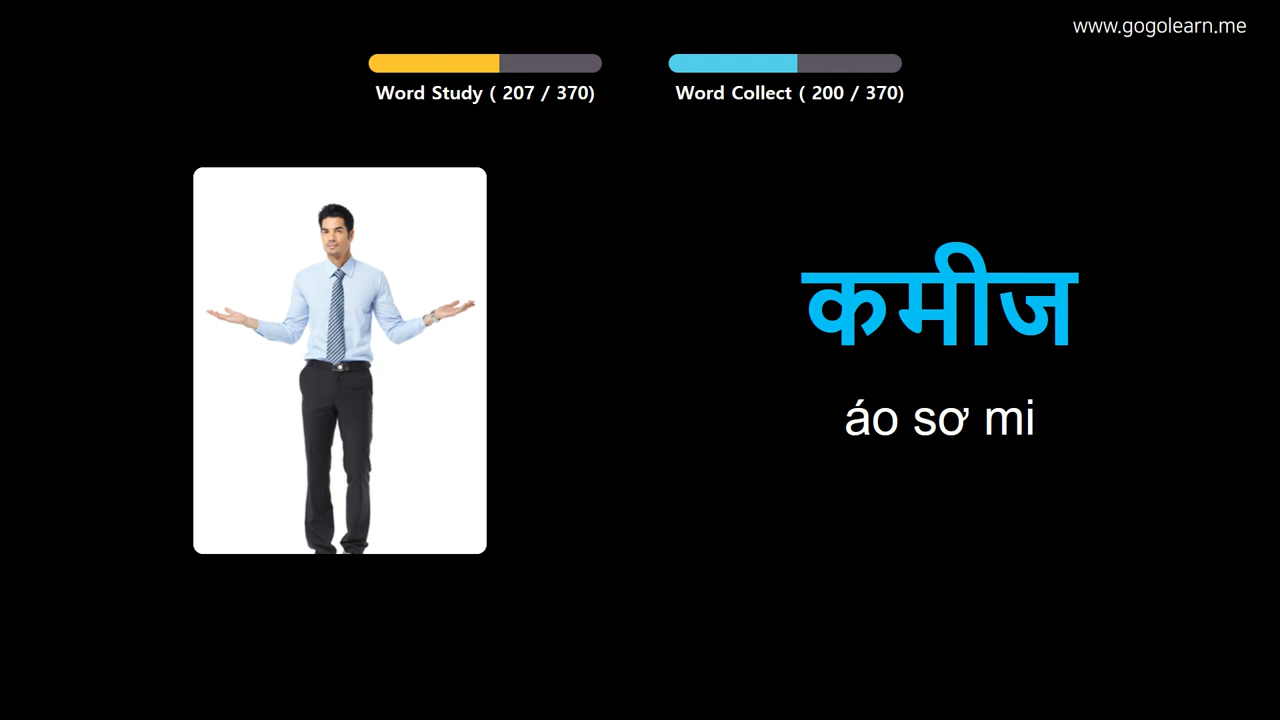 www.gogolearn.me
Word Study ( 207 / 370)
Word Collect ( 200 / 370)
कमीज
áo sơ mi